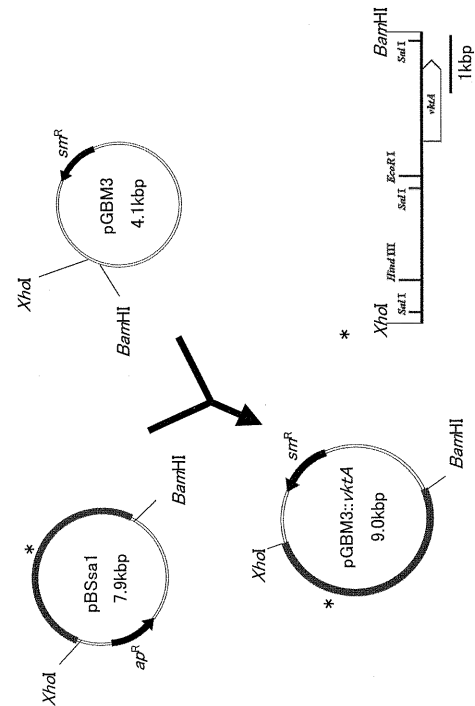 XhoI
*
pBSsa1
7.9kbp
apR
BamHI
XhoI
BamHI
smR
pGBM3
4.1kbp
XhoI
smR
*
pGBM3::vktA
9.0kbp
BamHI
*
XhoI
SalI
HindIII
SalI
EcoRI
vktA
BamHI
SalI
1kbp